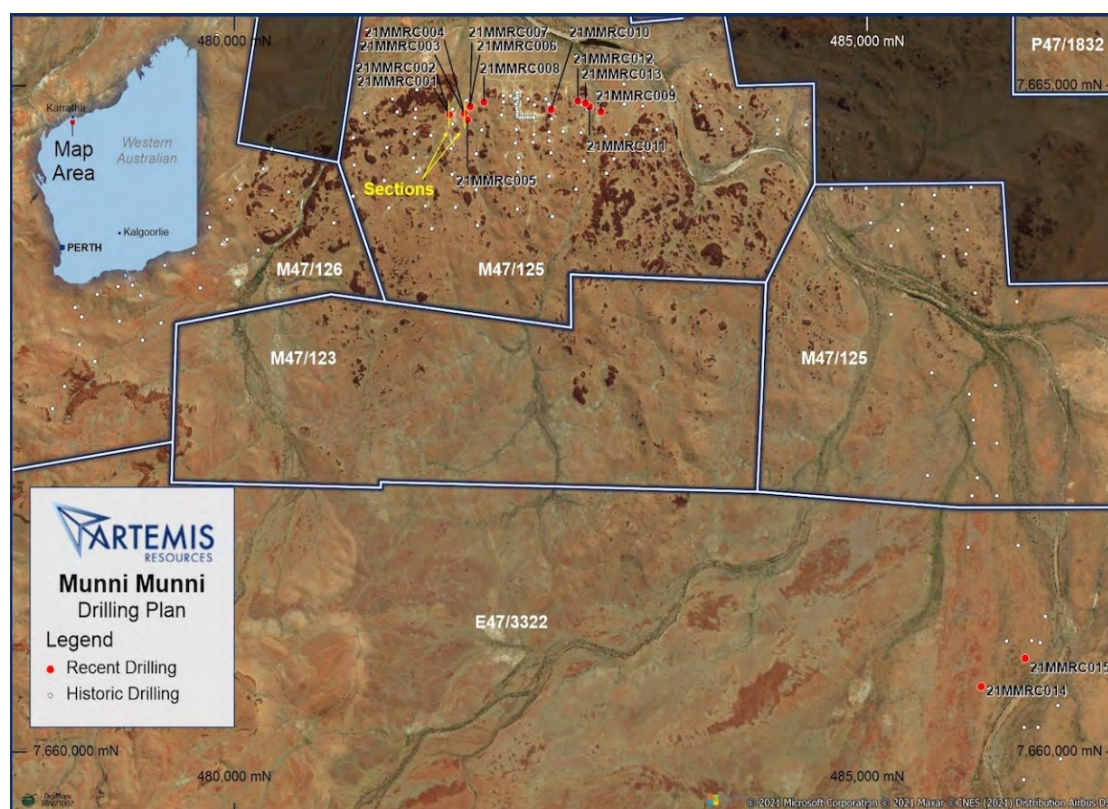 480,000 mN
485,000 mN
P47/1832
7,665,000 mN
21MMRC004
21MMRC003
21MMRC002
21MMRC001
21MMRC007
21MMRC006
21MMRC008
21MMRC010
21MMRC012
21MMRC013
21MMRC009
21MMRC011
21MMRC005
Sections
Karratha
Map
Area
Western
Australian
Kalgoorlie
PERTH
M47/126
M47/125
M47/123
M47/125
ARTEMIS
RESOURCES
Munni Munni
Drilling Plan
Legend
Recent Drilling
Historic Drilling
E47/3322
21MMRC015
21MMRC014
7,660,000 mN
7,660,000 mN
480,000 mN
485,000 mN
© 2021 Microsoft Corporation © 2021 Maxar ©CNES (2021) Distribution Airbus D